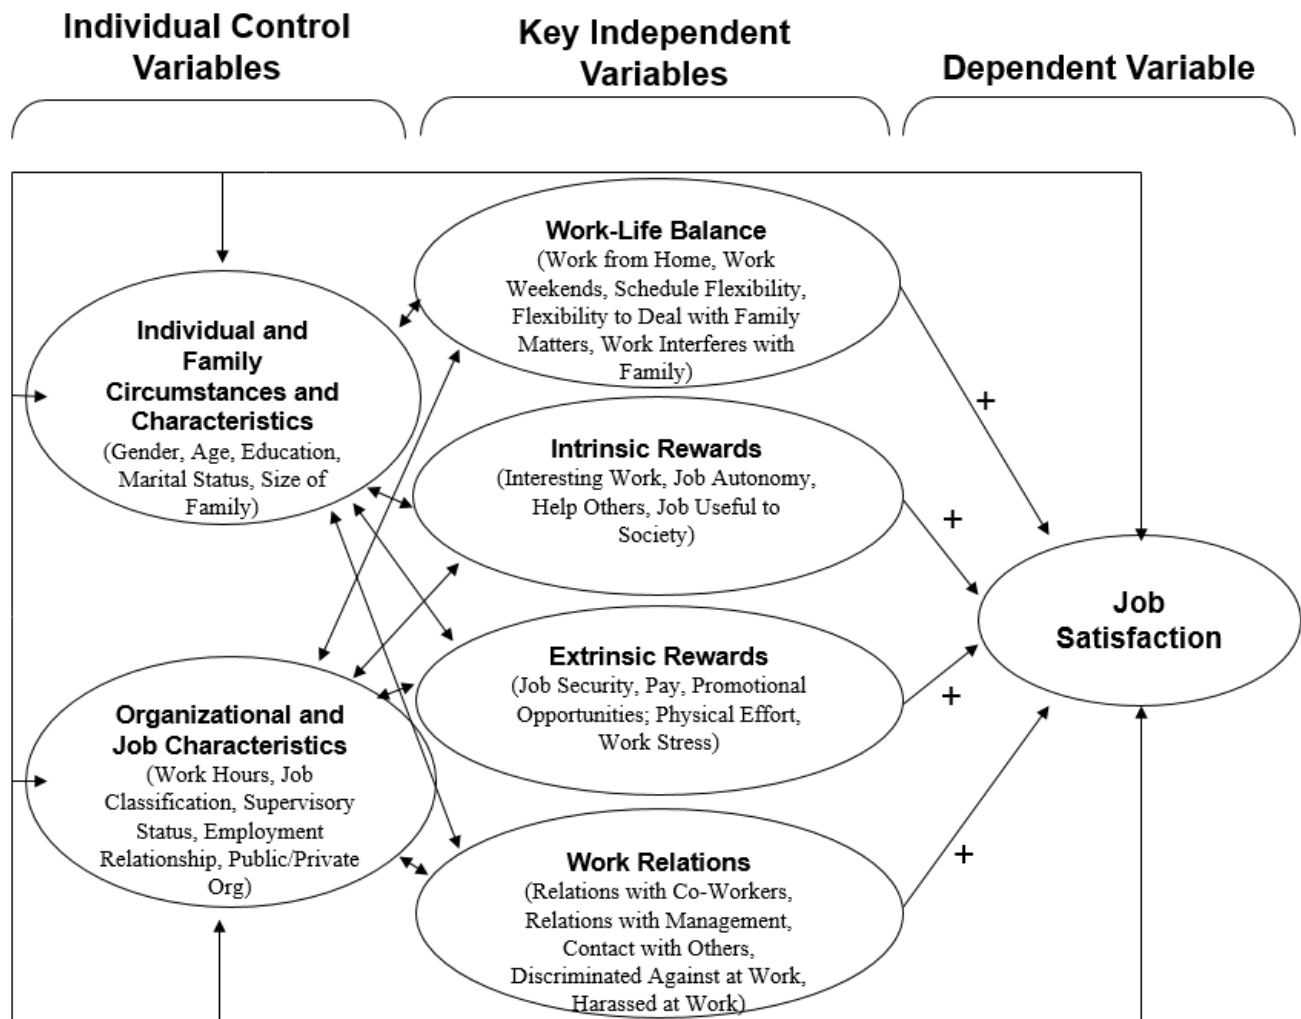 Individual Control
Variables
Key Independent
Variables
Dependent Variable
Individual and
Family
Circumstances and
Characteristics
(Gender, Age, Education,
Marital Status, Size of
Family)
Organizational and
Job Characteristics
(Work Hours, Job
Classification, Supervisory
Status, Employment
Relationship, Public/Private
Org)
Work-Life Balance
(Work from Home, Work
Weekends, Schedule Flexibility,
Flexibility to Deal with Family
Matters, Work Interferes with
Family)
Intrinsic Rewards
(Interesting Work, Job Autonomy,
Help Others, Job Useful to
Society)
Extrinsic Rewards
(Job Security, Pay, Promotional
Opportunities; Physical Effort,
Work Stress)
Work Relations
(Relations with Co-Workers,
Relations with Management,
Contact with Others,
Discriminated Against at Work,
Harassed at Work)
+
+
+
+
Job
Satisfaction